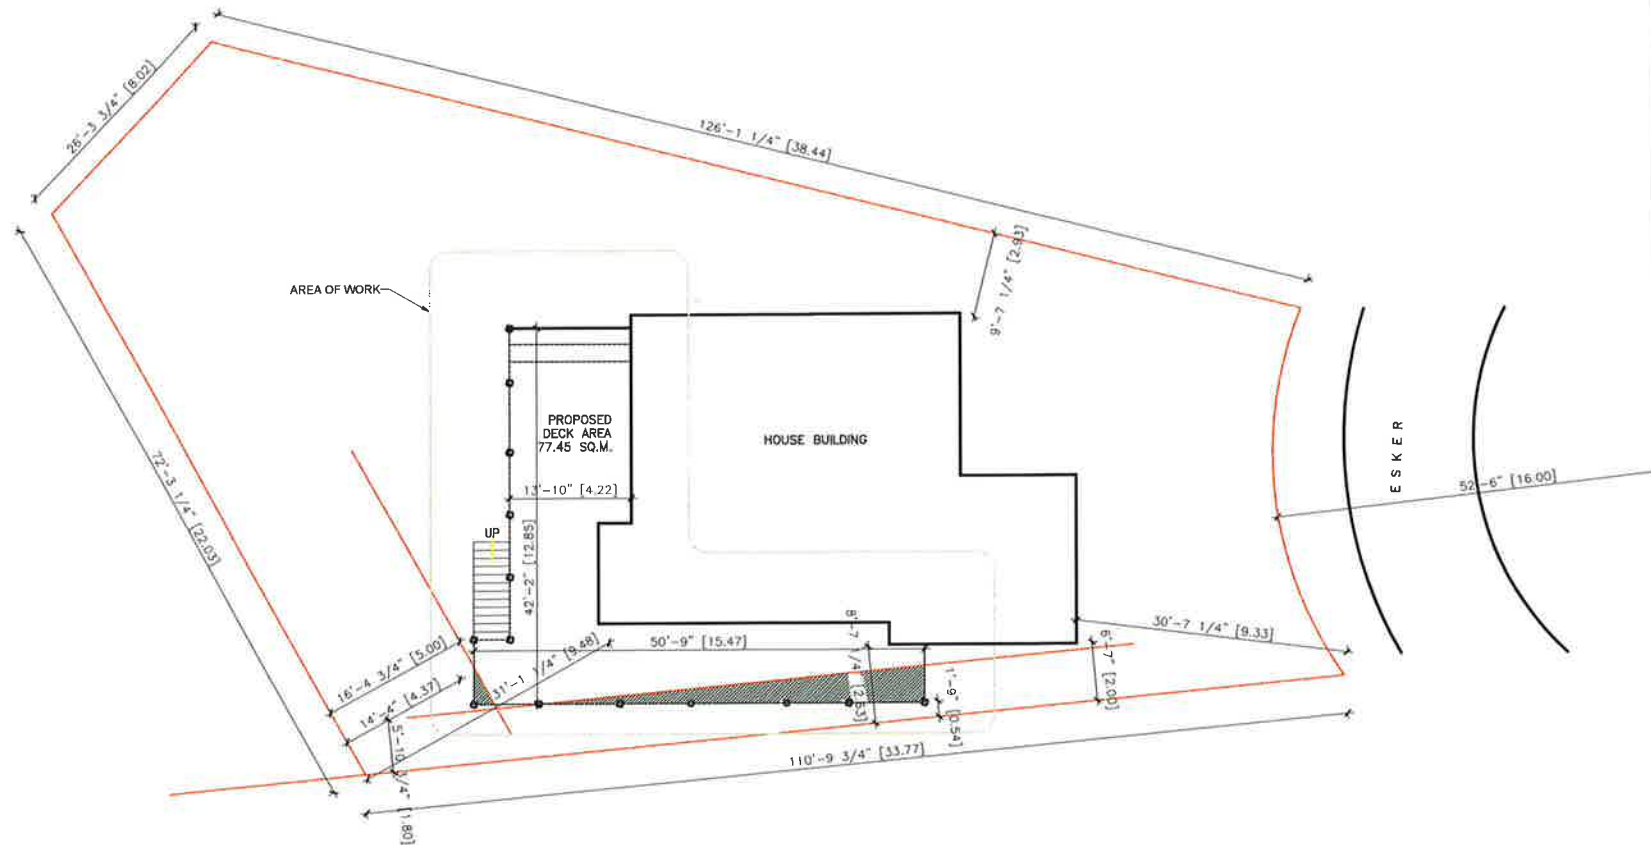 26'-3 3/4" [8.02]
126'-1 1/4" [38.44]
9'-7 1/4" [2.93]
AREA OF WORK
PROPOSED
DECK AREA
77.45 SQ.M.
HOUSE BUILDING
ESKER
72'-3 1/4" [22.03]
13'-10" [4.22]
52'-6" [16.00]
UP
42'-2" [12.85]
50'-9" [15.47]
8'-7 1/4" [2.63]
30'-7 1/4" [9.33]
6'-7" [2.00]
16'-4 3/4" [5.00]
31'-1 1/4" [9.48]
14'-4" [4.37]
1'-9" [0.54]
5'-10 3/4" [1.80]
110'-9 3/4" [33.77]